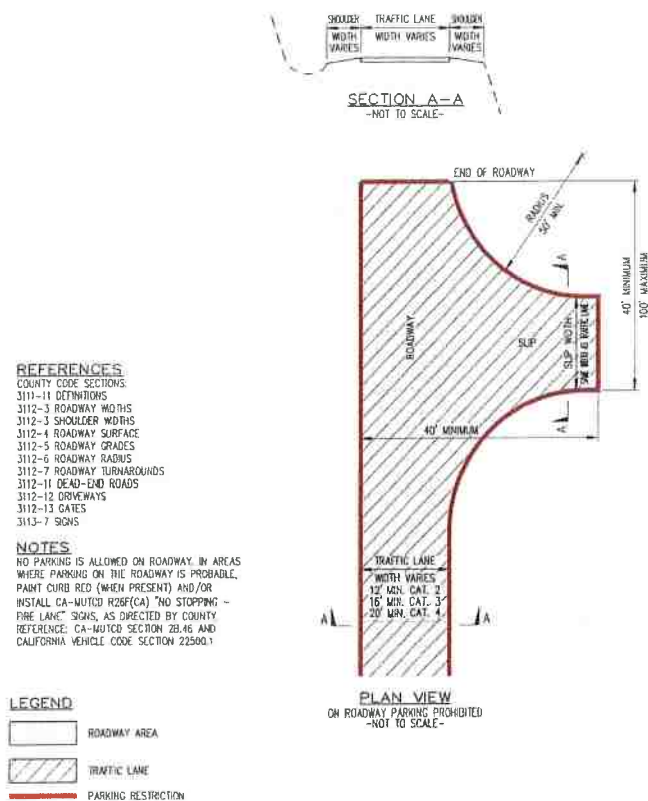 SHOULDER TRAFFIC LANE SHOULDER
WIDTH VARIES WIDTH VARIES WIDTH VARIES
SECTION A-A
-NOT TO SCALE-
END OF ROADWAY
RADIUS
50' MIN.
A
40' MINIMUM
100' MAXIMUM
ROADWAY
SLIP
SLIP WIDTH
SAME WIDTH AS TRAFFIC LANE
A
40' MINIMUM
TRAFFIC LANE
WIDTH VARIES
12' MIN. CAT. 2
16' MIN. CAT. 3
20' MIN. CAT. 4
A A
PLAN VIEW
ON ROADWAY PARKING PROHIBITED
-NOT TO SCALE-
REFERENCES
COUNTY CODE SECTIONS:
3111-11 DEFINITIONS
3112-3 ROADWAY WIDTHS
3112-3 SHOULDER WIDTHS
3112-4 ROADWAY SURFACE
3112-5 ROADWAY GRADES
3112-6 ROADWAY RADIUS
3112-7 ROADWAY TURNAROUNDS
3112-11 DEAD-END ROADS
3112-12 DRIVEWAYS
3112-13 GATES
3113-7 SIGNS
NOTES
NO PARKING IS ALLOWED ON ROADWAY. IN AREAS
WHERE PARKING ON THE ROADWAY IS PROBABLE,
PAINT CURB RED (WHEN PRESENT) AND/OR
INSTALL CA-MUTCD R26F(CA) "NO STOPPING -
FIRE LANE" SIGNS, AS DIRECTED BY COUNTY.
REFERENCE: CA-MUTCD SECTION 2B.46 AND
CALIFORNIA VEHICLE CODE SECTION 22500.1
LEGEND
ROADWAY AREA
TRAFFIC LANE
PARKING RESTRICTION